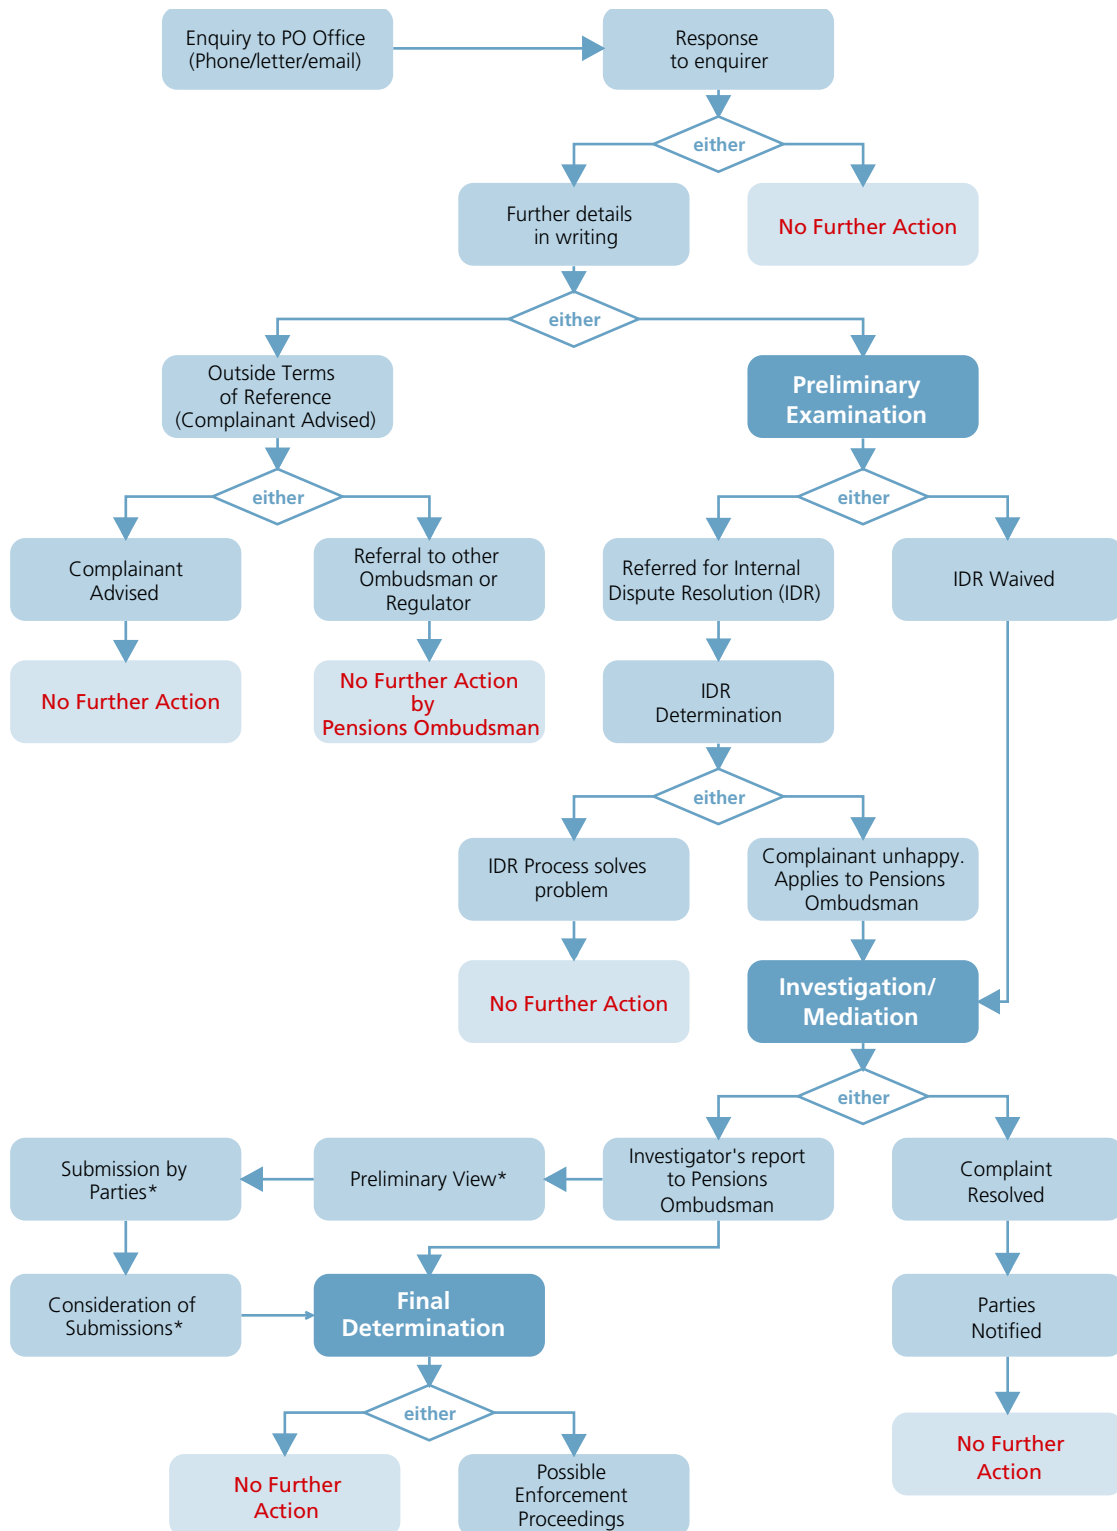 Enquiry to PO Office
(Phone/letter/email)
Response
to enquirer
either
Further details
in writing
No Further Action
either
Outside Terms
of Reference
(Complainant Advised)
Preliminary
Examination
either
either
Complainant
Advised
Referral to other
Ombudsman or
Regulator
Referred for Internal
Dispute Resolution (IDR)
IDR Waived
No Further Action
No Further Action
by
Pensions Ombudsman
IDR
Determination
either
IDR Process solves
problem
Complainant unhappy.
Applies to Pensions
Ombudsman
No Further Action
Investigation/
Mediation
either
Submission by
Parties*
Preliminary View*
Investigator's report
to Pensions
Ombudsman
Complaint
Resolved
Consideration of
Submissions*
Final
Determination
Parties
Notified
either
No Further
Action
Possible
Enforcement
Proceedings
No Further
Action